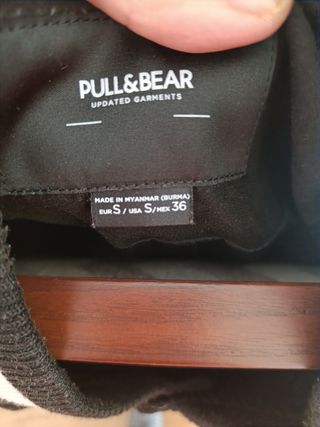 PULL&BEAR
UPDATED GARMENTS
MADE IN MYANMAR (BURMA)
EUR S / USA S / MEX 36